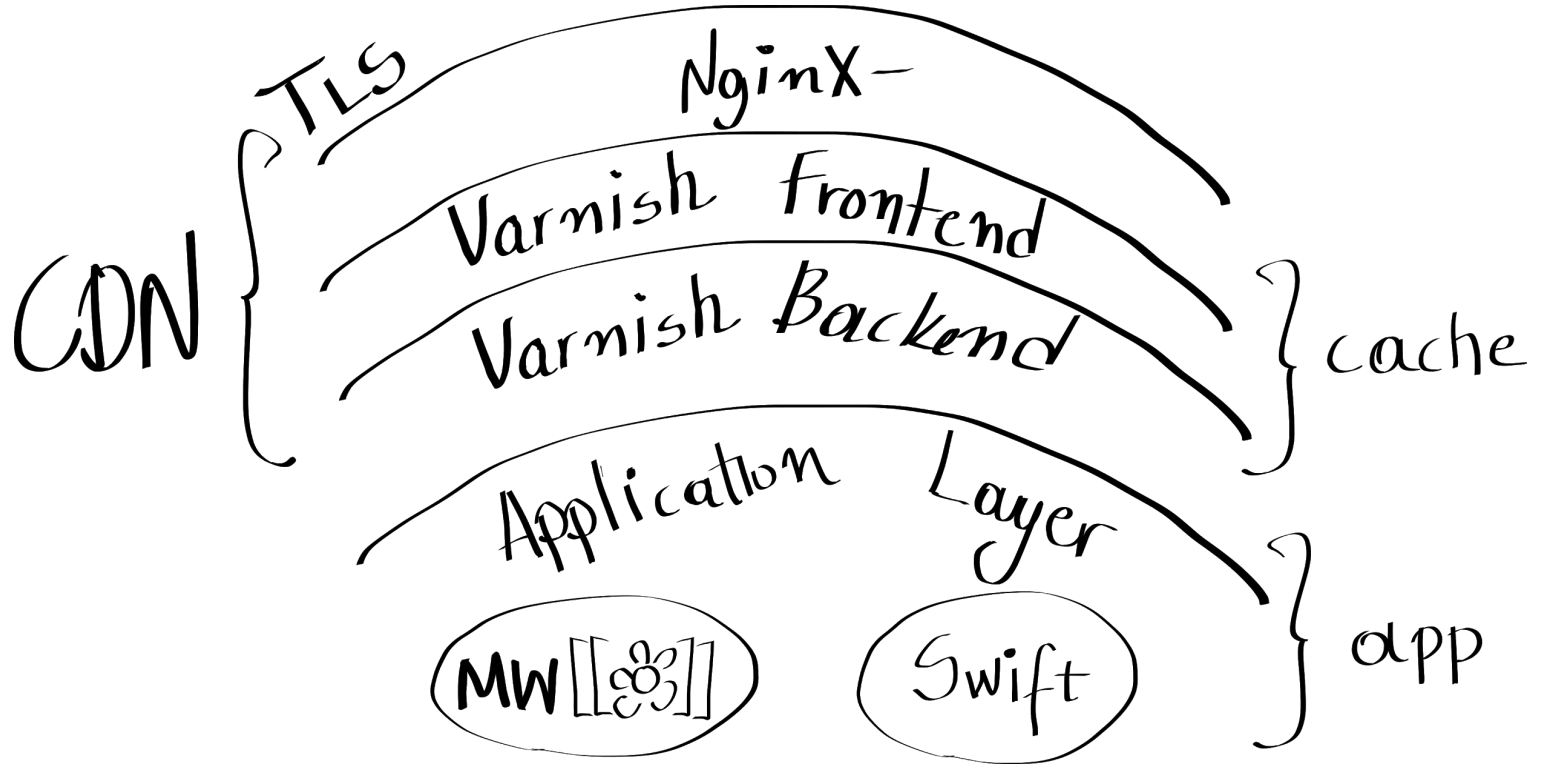 TLS
Nginx-
Varnish Frontend
CDN
Varnish Backend
cache
Application Layer
MW[[]]
Swift
app